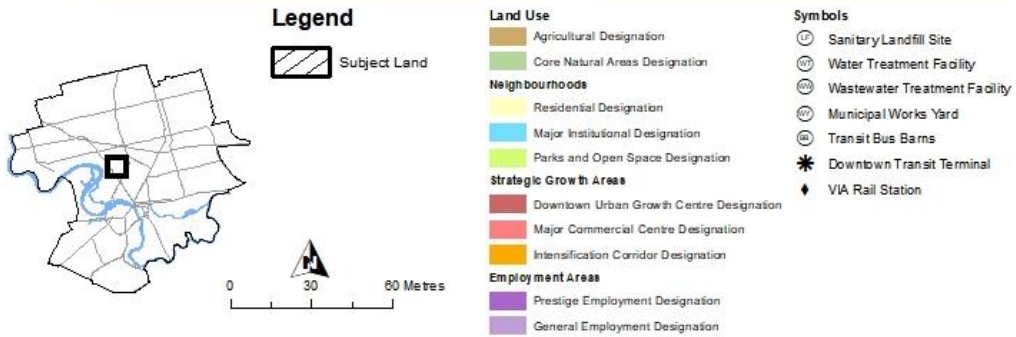 Legend
Subject Land
N
0 30 60 Metres
Land Use
Agricultural Designation
Core Natural Areas Designation
Neighbourhoods
Residential Designation
Major Institutional Designation
Parks and Open Space Designation
Strategic Growth Areas
Downtown Urban Growth Centre Designation
Major Commercial Centre Designation
Intensification Corridor Designation
Employment Areas
Prestige Employment Designation
General Employment Designation
Symbols
LF Sanitary Landfill Site
WT Water Treatment Facility
WW Wastewater Treatment Facility
WY Municipal Works Yard
BB Transit Bus Barns
Downtown Transit Terminal
VIA Rail Station